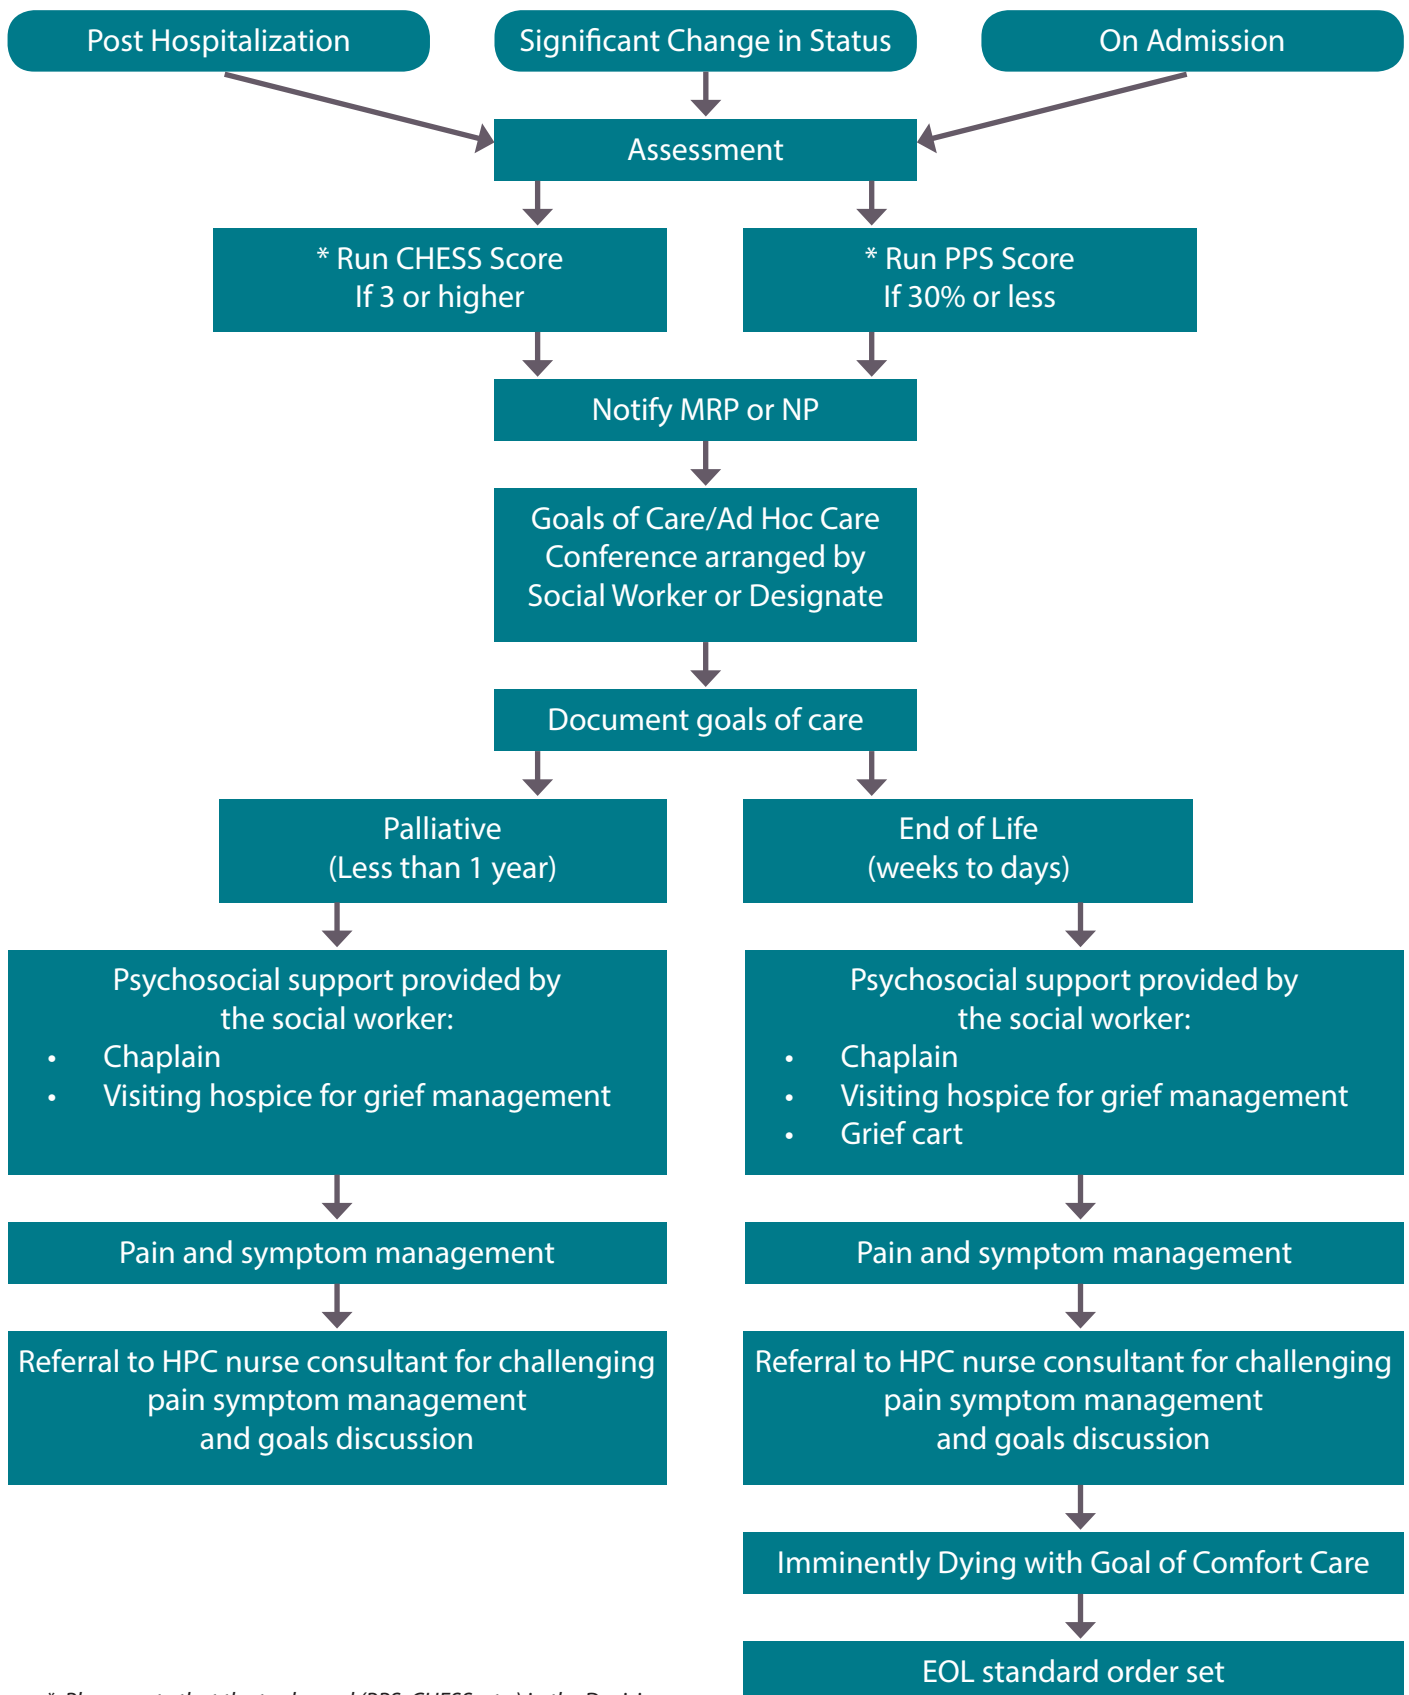 Post Hospitalization
Significant Change in Status
On Admission
Assessment
* Run CHESS Score
If 3 or higher
* Run PPS Score
If 30% or less
Notify MRP or NP
Goals of Care/Ad Hoc Care
Conference arranged by
Social Worker or Designate
Document goals of care
Palliative
(Less than 1 year)
End of Life
(weeks to days)
Psychosocial support provided by
the social worker:
• Chaplain
• Visiting hospice for grief management
Psychosocial support provided by
the social worker:
• Chaplain
• Visiting hospice for grief management
• Grief cart
Pain and symptom management
Pain and symptom management
Referral to HPC nurse consultant for challenging
pain symptom management
and goals discussion
Referral to HPC nurse consultant for challenging
pain symptom management
and goals discussion
Imminently Dying with Goal of Comfort Care
EOL standard order set